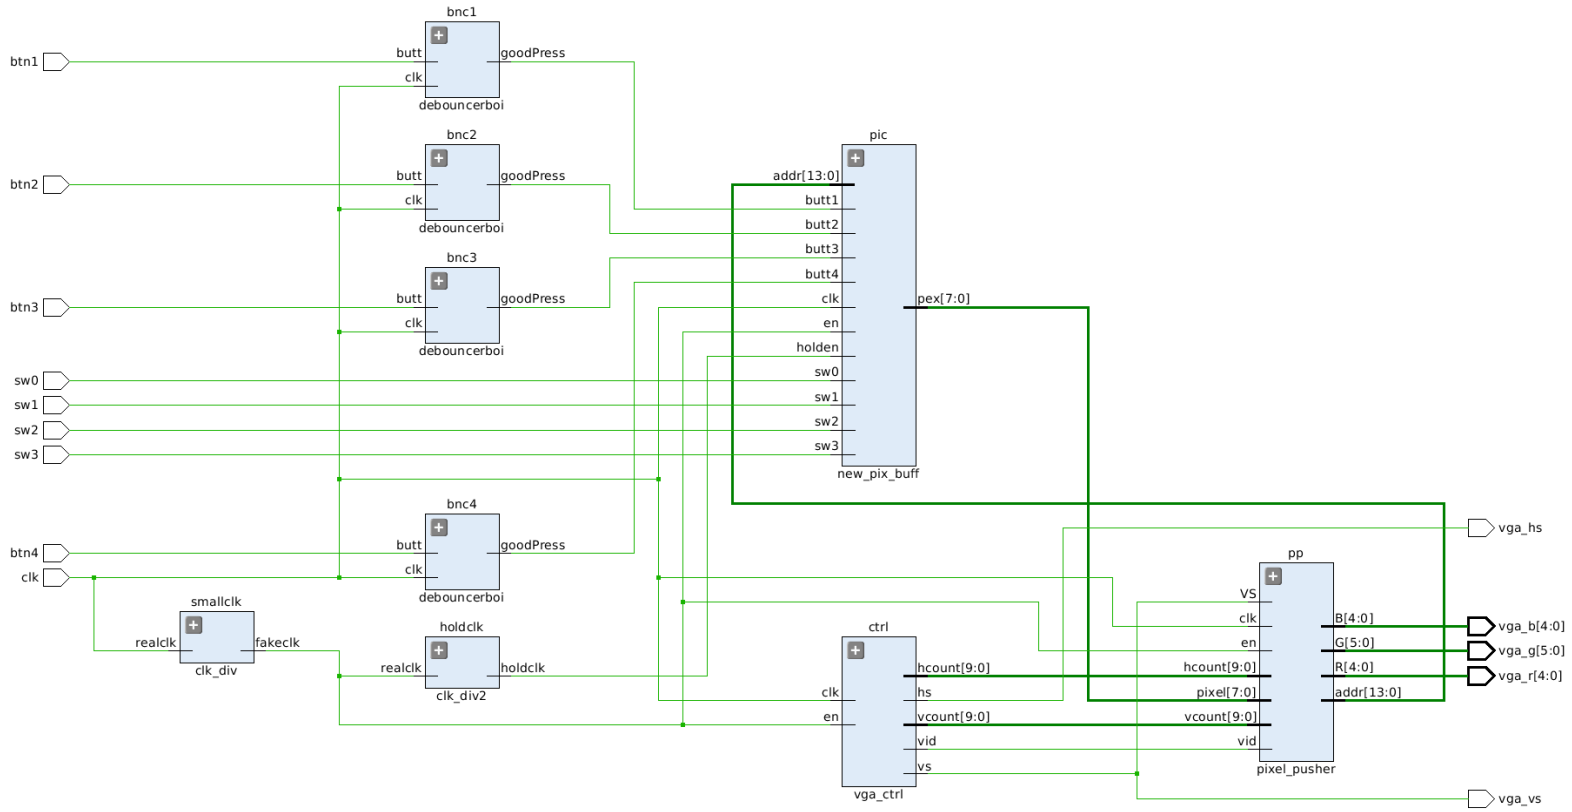 bnc1
btn1
butt
goodPress
clk
debouncerboi
bnc2
btn2
butt
goodPress
clk
debouncerboi
bnc3
btn3
butt
goodPress
clk
debouncerboi
sw0
sw1
sw2
sw3
pic
addr[13:0]
butt1
butt2
butt3
butt4
clk
en
holden
sw0
sw1
sw2
sw3
pex[7:0]
new_pix_buff
bnc4
btn4
butt
goodPress
clk
clk
debouncerboi
smallclk
realclk
fakeclk
clk_div
holdclk
realclk
holdclk
clk_div2
ctrl
clk
en
hcount[9:0]
hs
vcount[9:0]
vid
vs
vga_ctrl
pp
VS
clk
en
hcount[9:0]
pixel[7:0]
vcount[9:0]
vid
B[4:0]
G[5:0]
R[4:0]
addr[13:0]
pixel_pusher
vga_hs
vga_b[4:0]
vga_g[5:0]
vga_r[4:0]
vga_vs